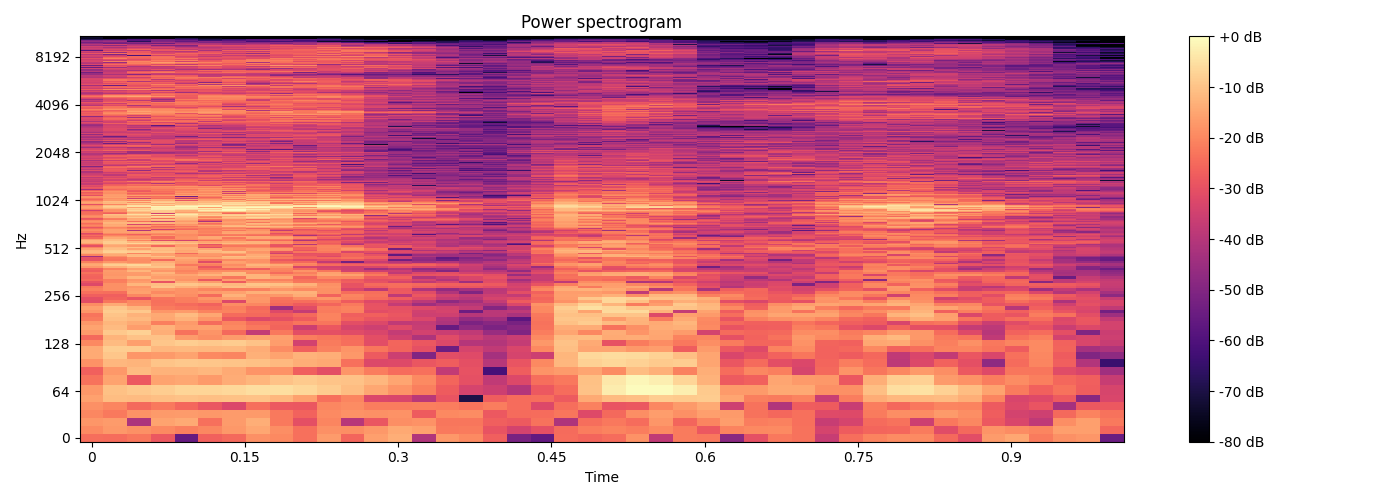 Power spectrogram
8192
4096
2048
1024
512
256
128
64
0
Hz
0 0.15 0.3 0.45 0.6 0.75 0.9
Time
+0 dB
-10 dB
-20 dB
-30 dB
-40 dB
-50 dB
-60 dB
-70 dB
-80 dB